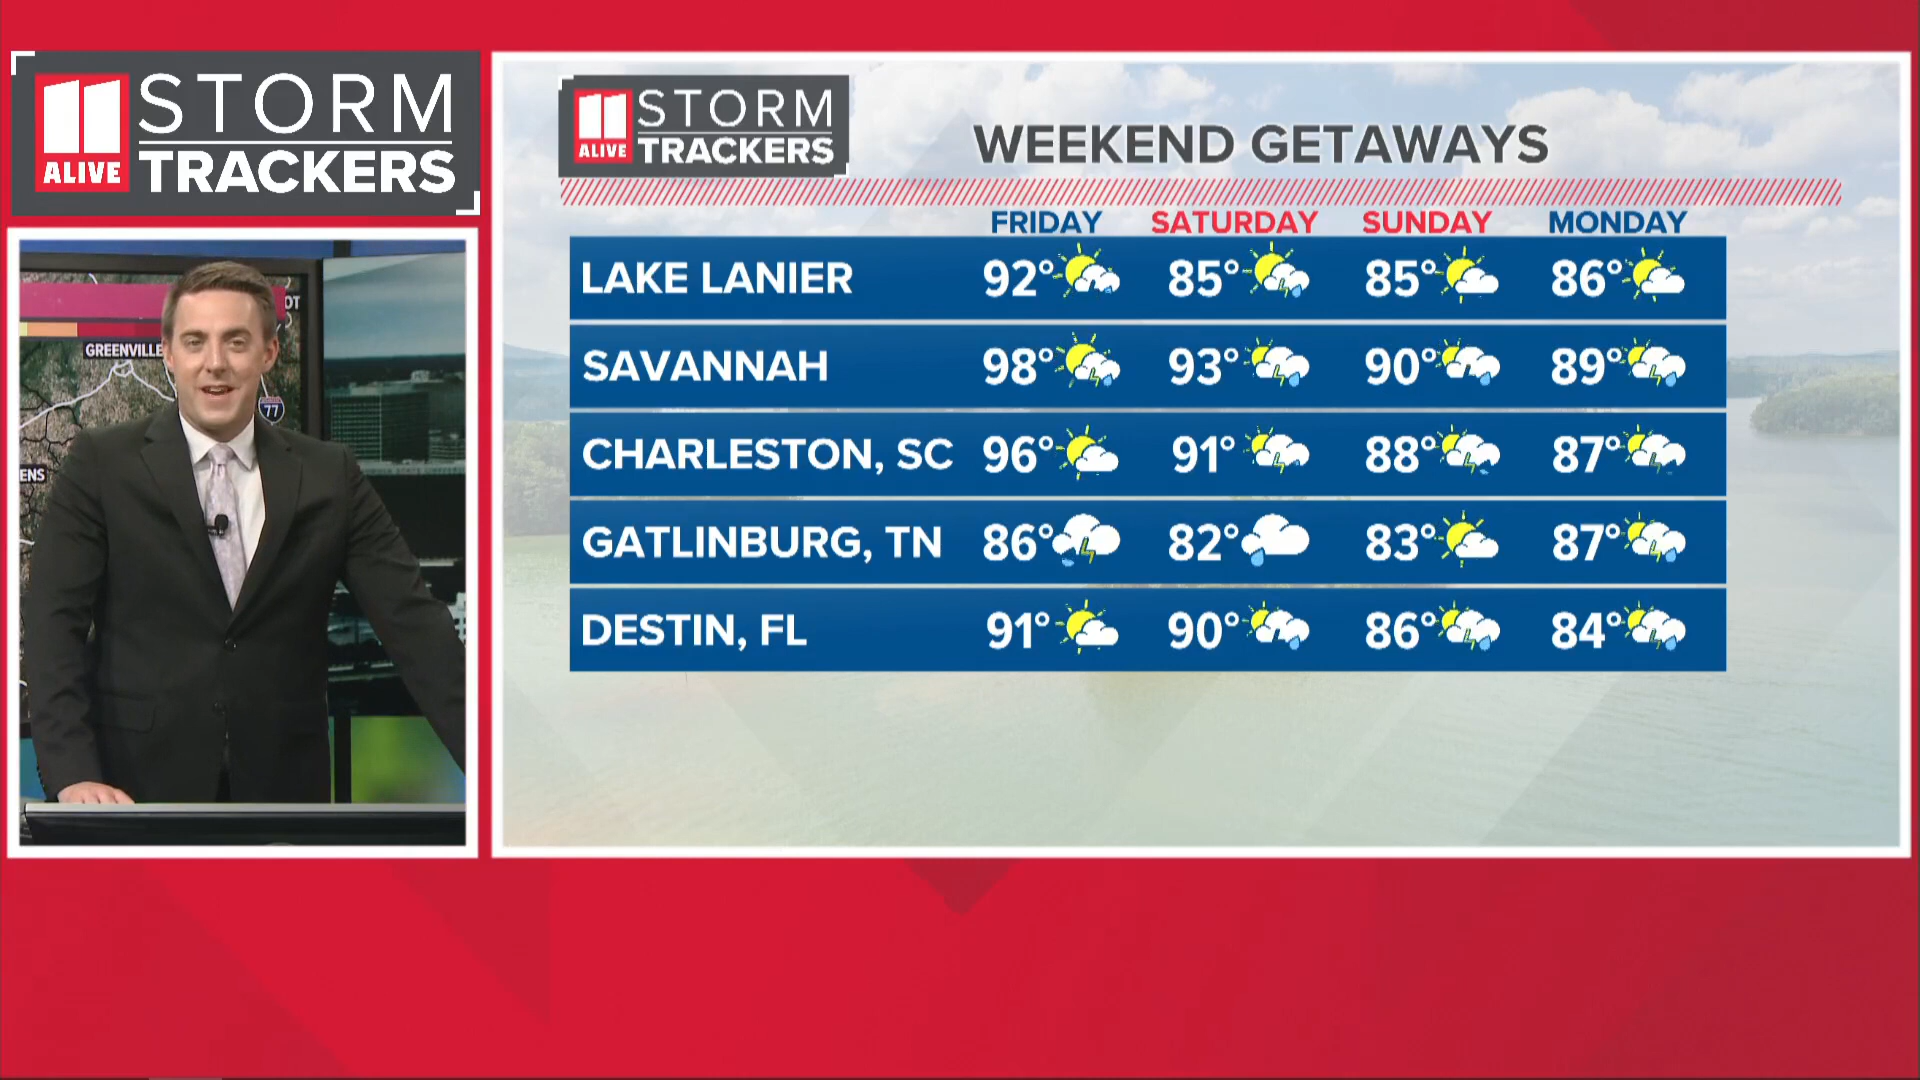 11 ALIVE
STORM
TRACKERS
GREENVILLE
OT
77
ENS
11 ALIVE
STORM
TRACKERS
WEEKEND GETAWAYS
FRIDAY SATURDAY SUNDAY MONDAY
LAKE LANIER 92° 85° 85° 86°
SAVANNAH 98° 93° 90° 89°
CHARLESTON, SC 96° 91° 88° 87°
GATLINBURG, TN 86° 82° 83° 87°
DESTIN, FL 91° 90° 86° 84°